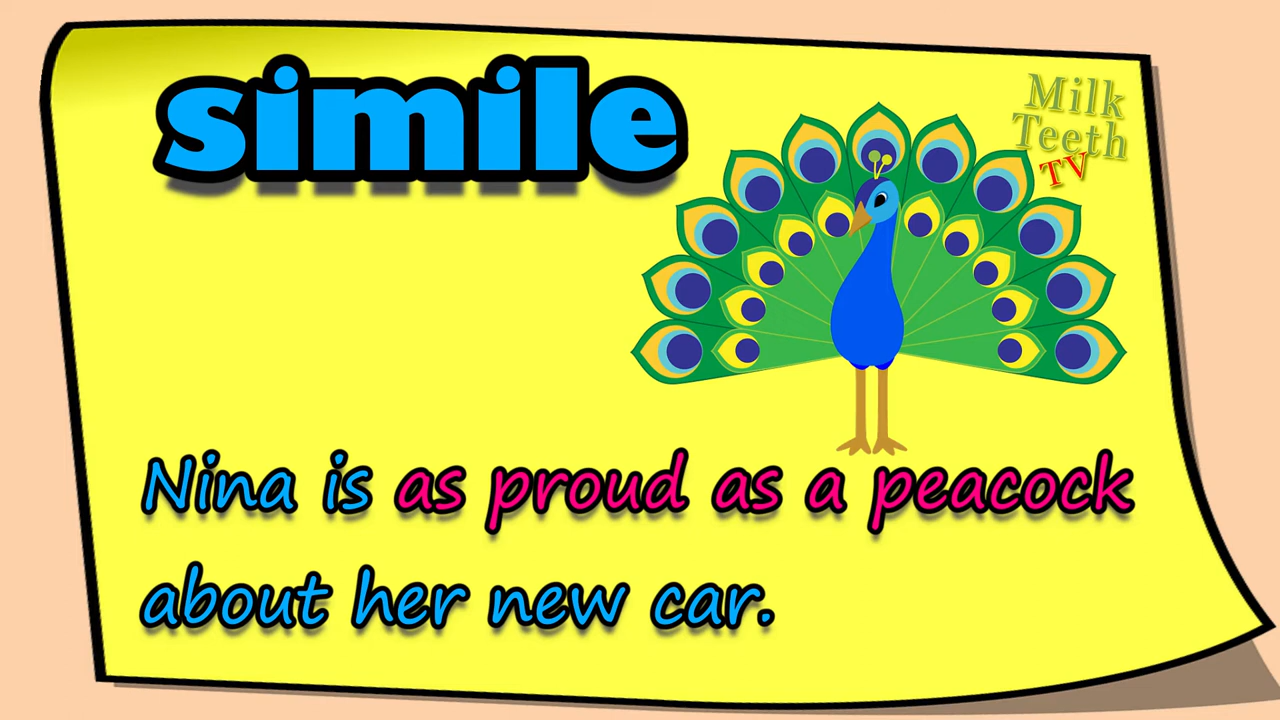 simile
Milk
Teeth
TV
Nina is as proud as a peacock
about her new car.